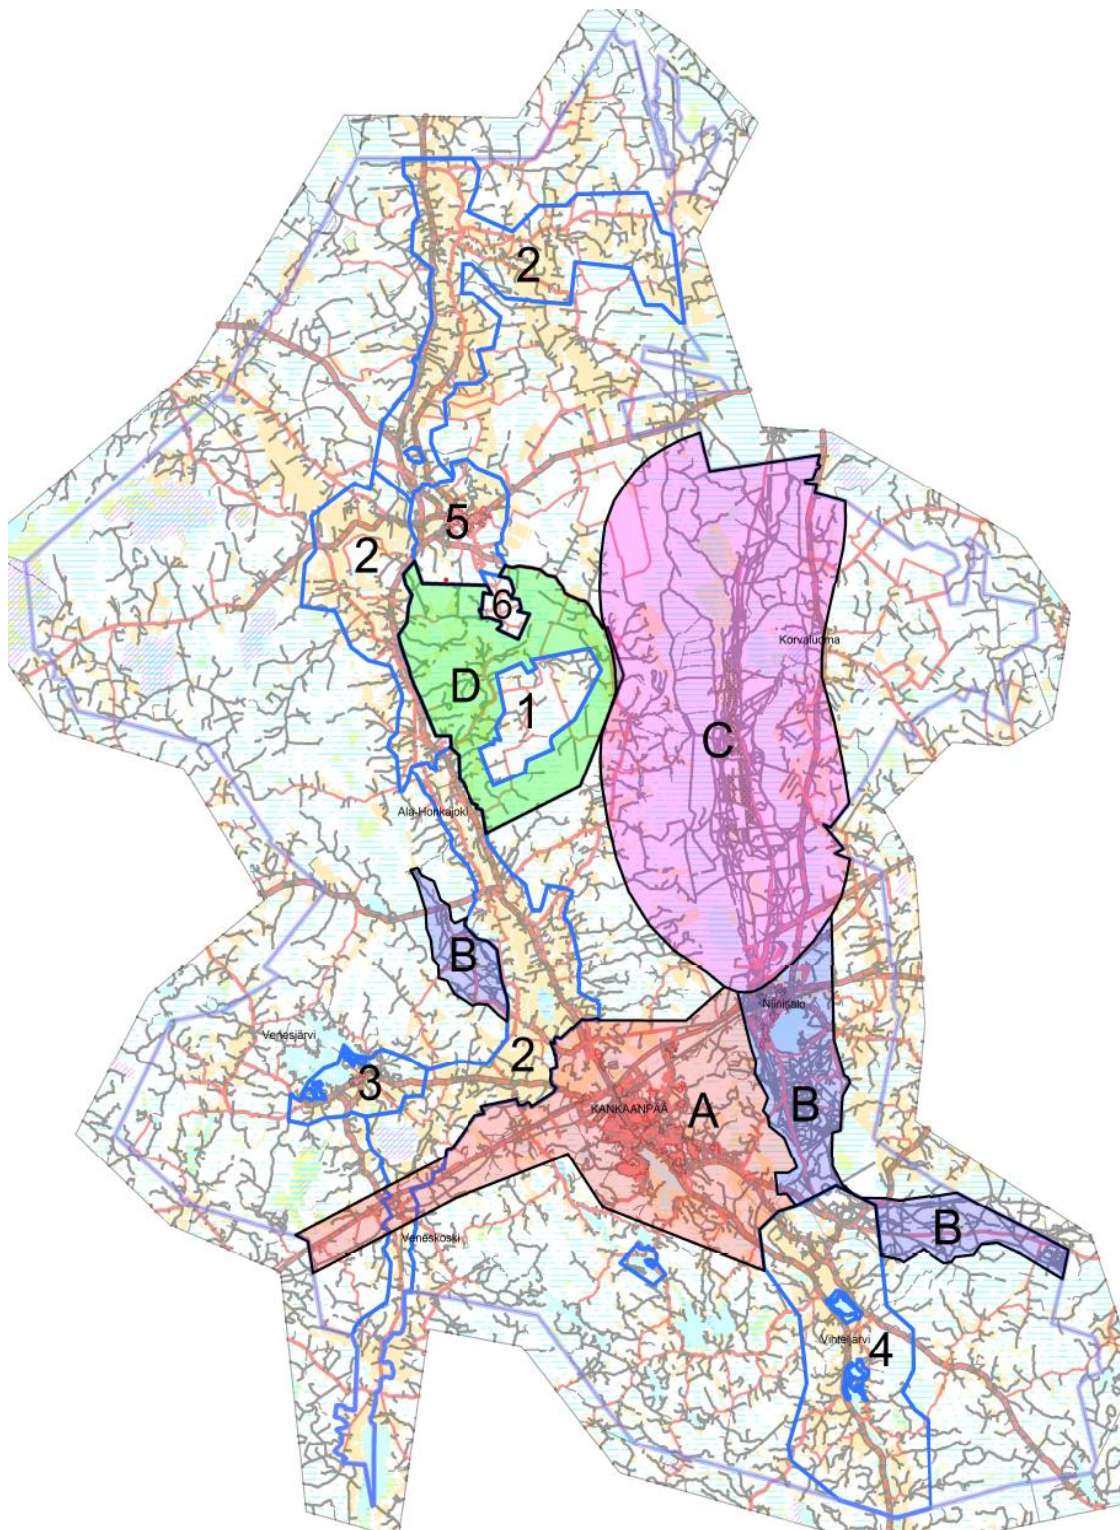 2
5
2
6
Korvaluoma
D
1
C
Ala-Honkajoki
B
Niinisalo
Venesjärvi
2
3
KANKAANPÄÄ
A
B
B
Veneskoski
Vihteljärvi
4